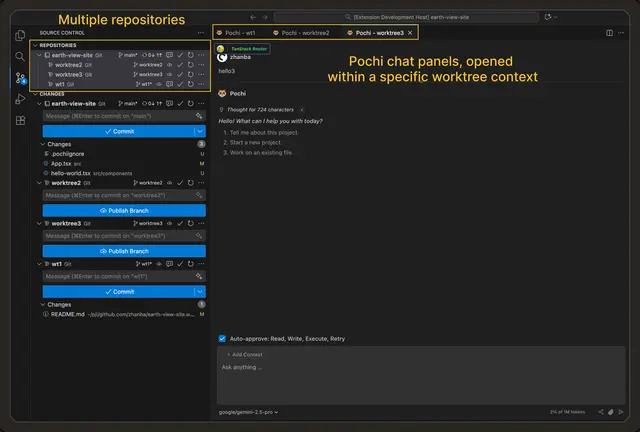 Multiple repositories
[Extension Development Host] earth-view-site
SOURCE CONTROL
Pochi - wt1
Pochi - worktree2
Pochi - worktree3
REPOSITORIES
earth-view-site Git main* 0↓ 1↑
worktree2 Git worktree2
worktree3 Git worktree3
wt1 Git wt1*
TanStack Router
zhanba
hello3
Pochi chat panels, opened
within a specific worktree context
Pochi
Thought for 724 characters
Hello! What can I help you with today?
1. Tell me about this project.
2. Start a new project.
3. Work on an existing file.
CHANGES
earth-view-site Git main* 0↓ 1↑
Message (⌘Enter to commit on "main")
Commit
Changes 3
.pochiignore U
App.tsx src M
hello-world.tsx src/components U
worktree2 Git worktree2
Message (⌘Enter to commit on "worktree2")
Publish Branch
worktree3 Git worktree3
Message (⌘Enter to commit on "worktree3")
Publish Branch
wt1 Git wt1*
Message (⌘Enter to commit on "wt1")
Commit
Changes 1
README.md M
Auto-approve: Read, Write, Execute, Retry
+ Add Context
Ask anything ...
google/gemini-2.5-pro
of 1M tokens